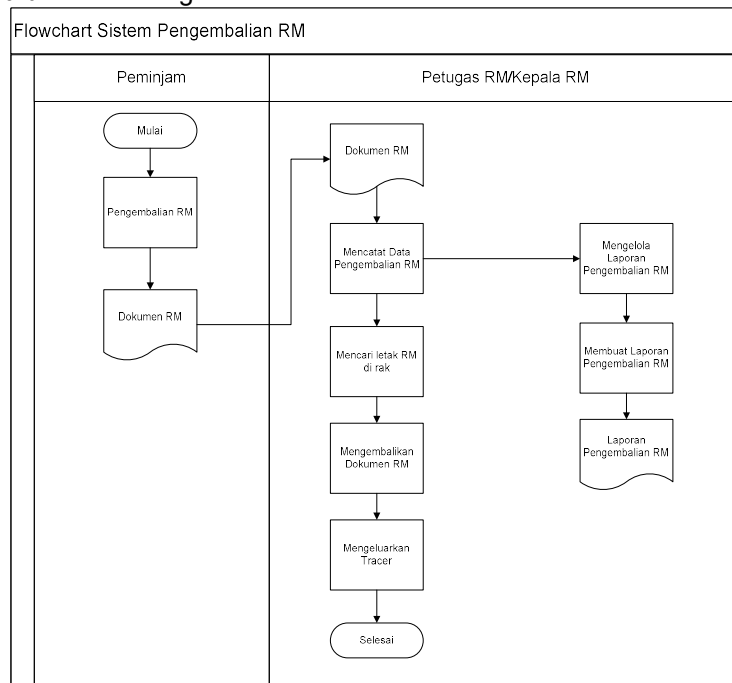 Flowchart Sistem Pengembalian RM
Peminjam
Petugas RM/Kepala RM
Mulai
Pengembalian RM
Dokumen RM
Dokumen RM
Mencatat Data
Pengembalian RM
Mencari letak RM
di rak
Mengembalikan
Dokumen RM
Mengeluarkan
Tracer
Selesai
Mengelola
Laporan
Pengembalian RM
Membuat Laporan
Pengembalian RM
Laporan
Pengembalian RM